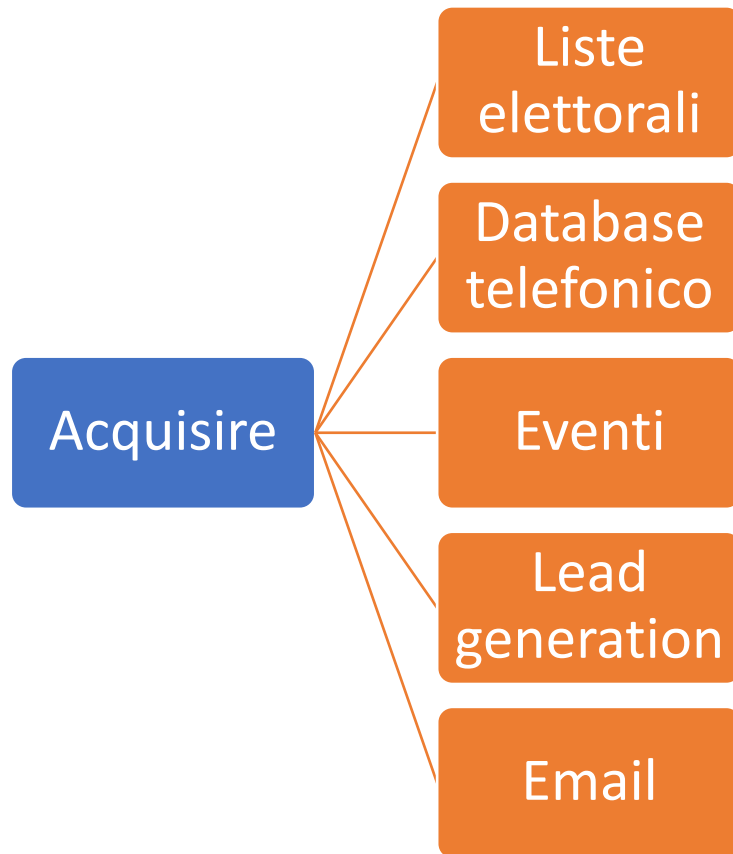 Liste
elettorali
Database
telefonico
Acquisire
Eventi
Lead
generation
Email